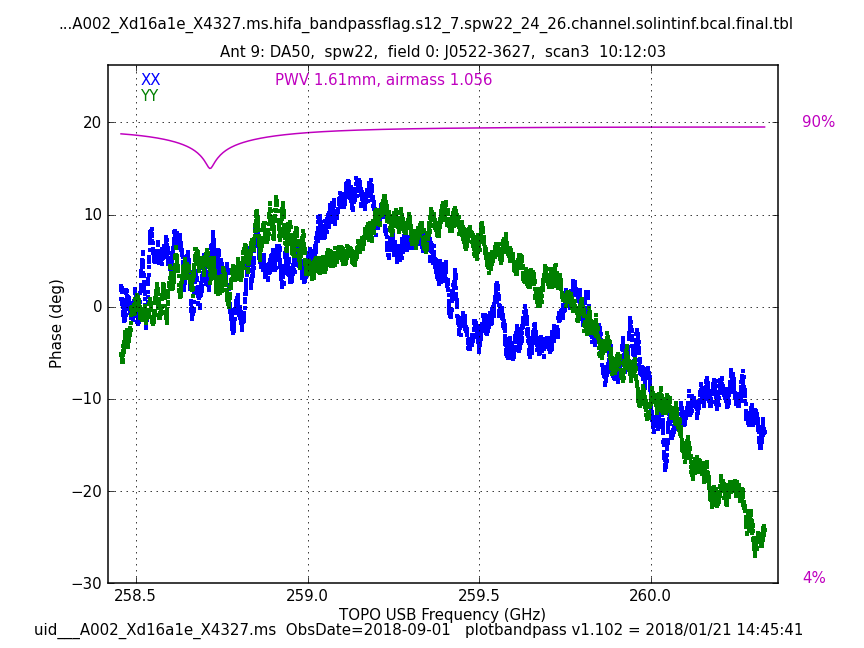 ...A002_Xd16a1e_X4327.ms.hifa_bandpassflag.s12_7.spw22_24_26.channel.solintinf.bcal.final.tbl
Ant 9: DA50,  spw22,  field 0: J0522-3627,  scan3  10:12:03
XX
PWV 1.61mm, airmass 1.056
YY
20
90%
10
0
−10
−20
−30
4%
Phase (deg)
258.5
259.0
259.5
260.0
TOPO USB Frequency (GHz)
uid___A002_Xd16a1e_X4327.ms  ObsDate=2018-09-01   plotbandpass v1.102 = 2018/01/21 14:45:41